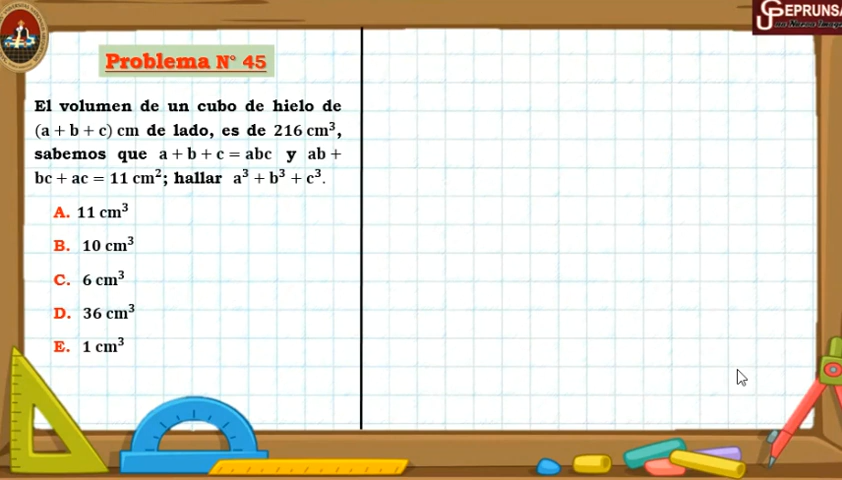 EPRUNSA
Problema N° 45
El volumen de un cubo de hielo de
(a + b + c) cm de lado, es de 216 cm³,
sabemos que a + b + c = abc y ab +
bc + ac = 11 cm²; hallar a³ + b³ + c³.
A. 11 cm³
B. 10 cm³
C. 6 cm³
D. 36 cm³
E. 1 cm³